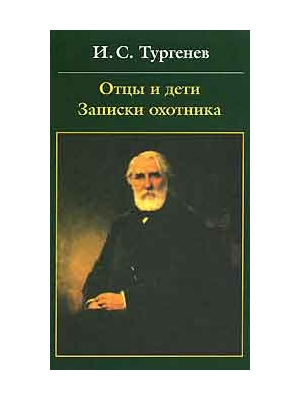 И. С. Тургенев
Отцы и дети
Записки охотника